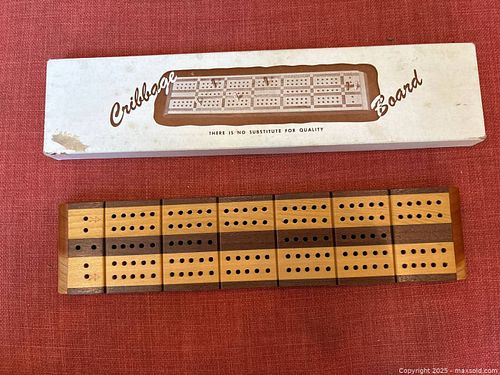 Cribbage
Board
THERE IS NO SUBSTITUTE FOR QUALITY
Copyright 2025 - maxsold.com